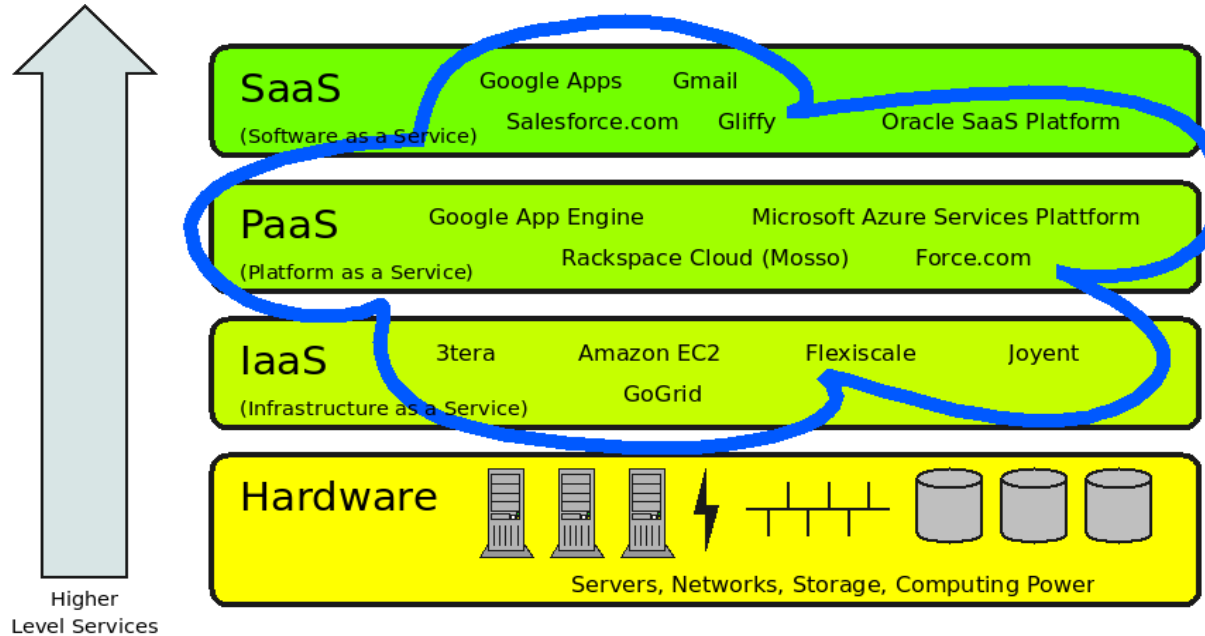 SaaS
(Software as a Service)
Google Apps Gmail
Salesforce.com Gliffy Oracle SaaS Platform
PaaS
(Platform as a Service)
Google App Engine Microsoft Azure Services Plattform
Rackspace Cloud (Mosso) Force.com
IaaS
(Infrastructure as a Service)
3tera Amazon EC2 Flexiscale Joyent
GoGrid
Hardware
Servers, Networks, Storage, Computing Power
Higher
Level Services